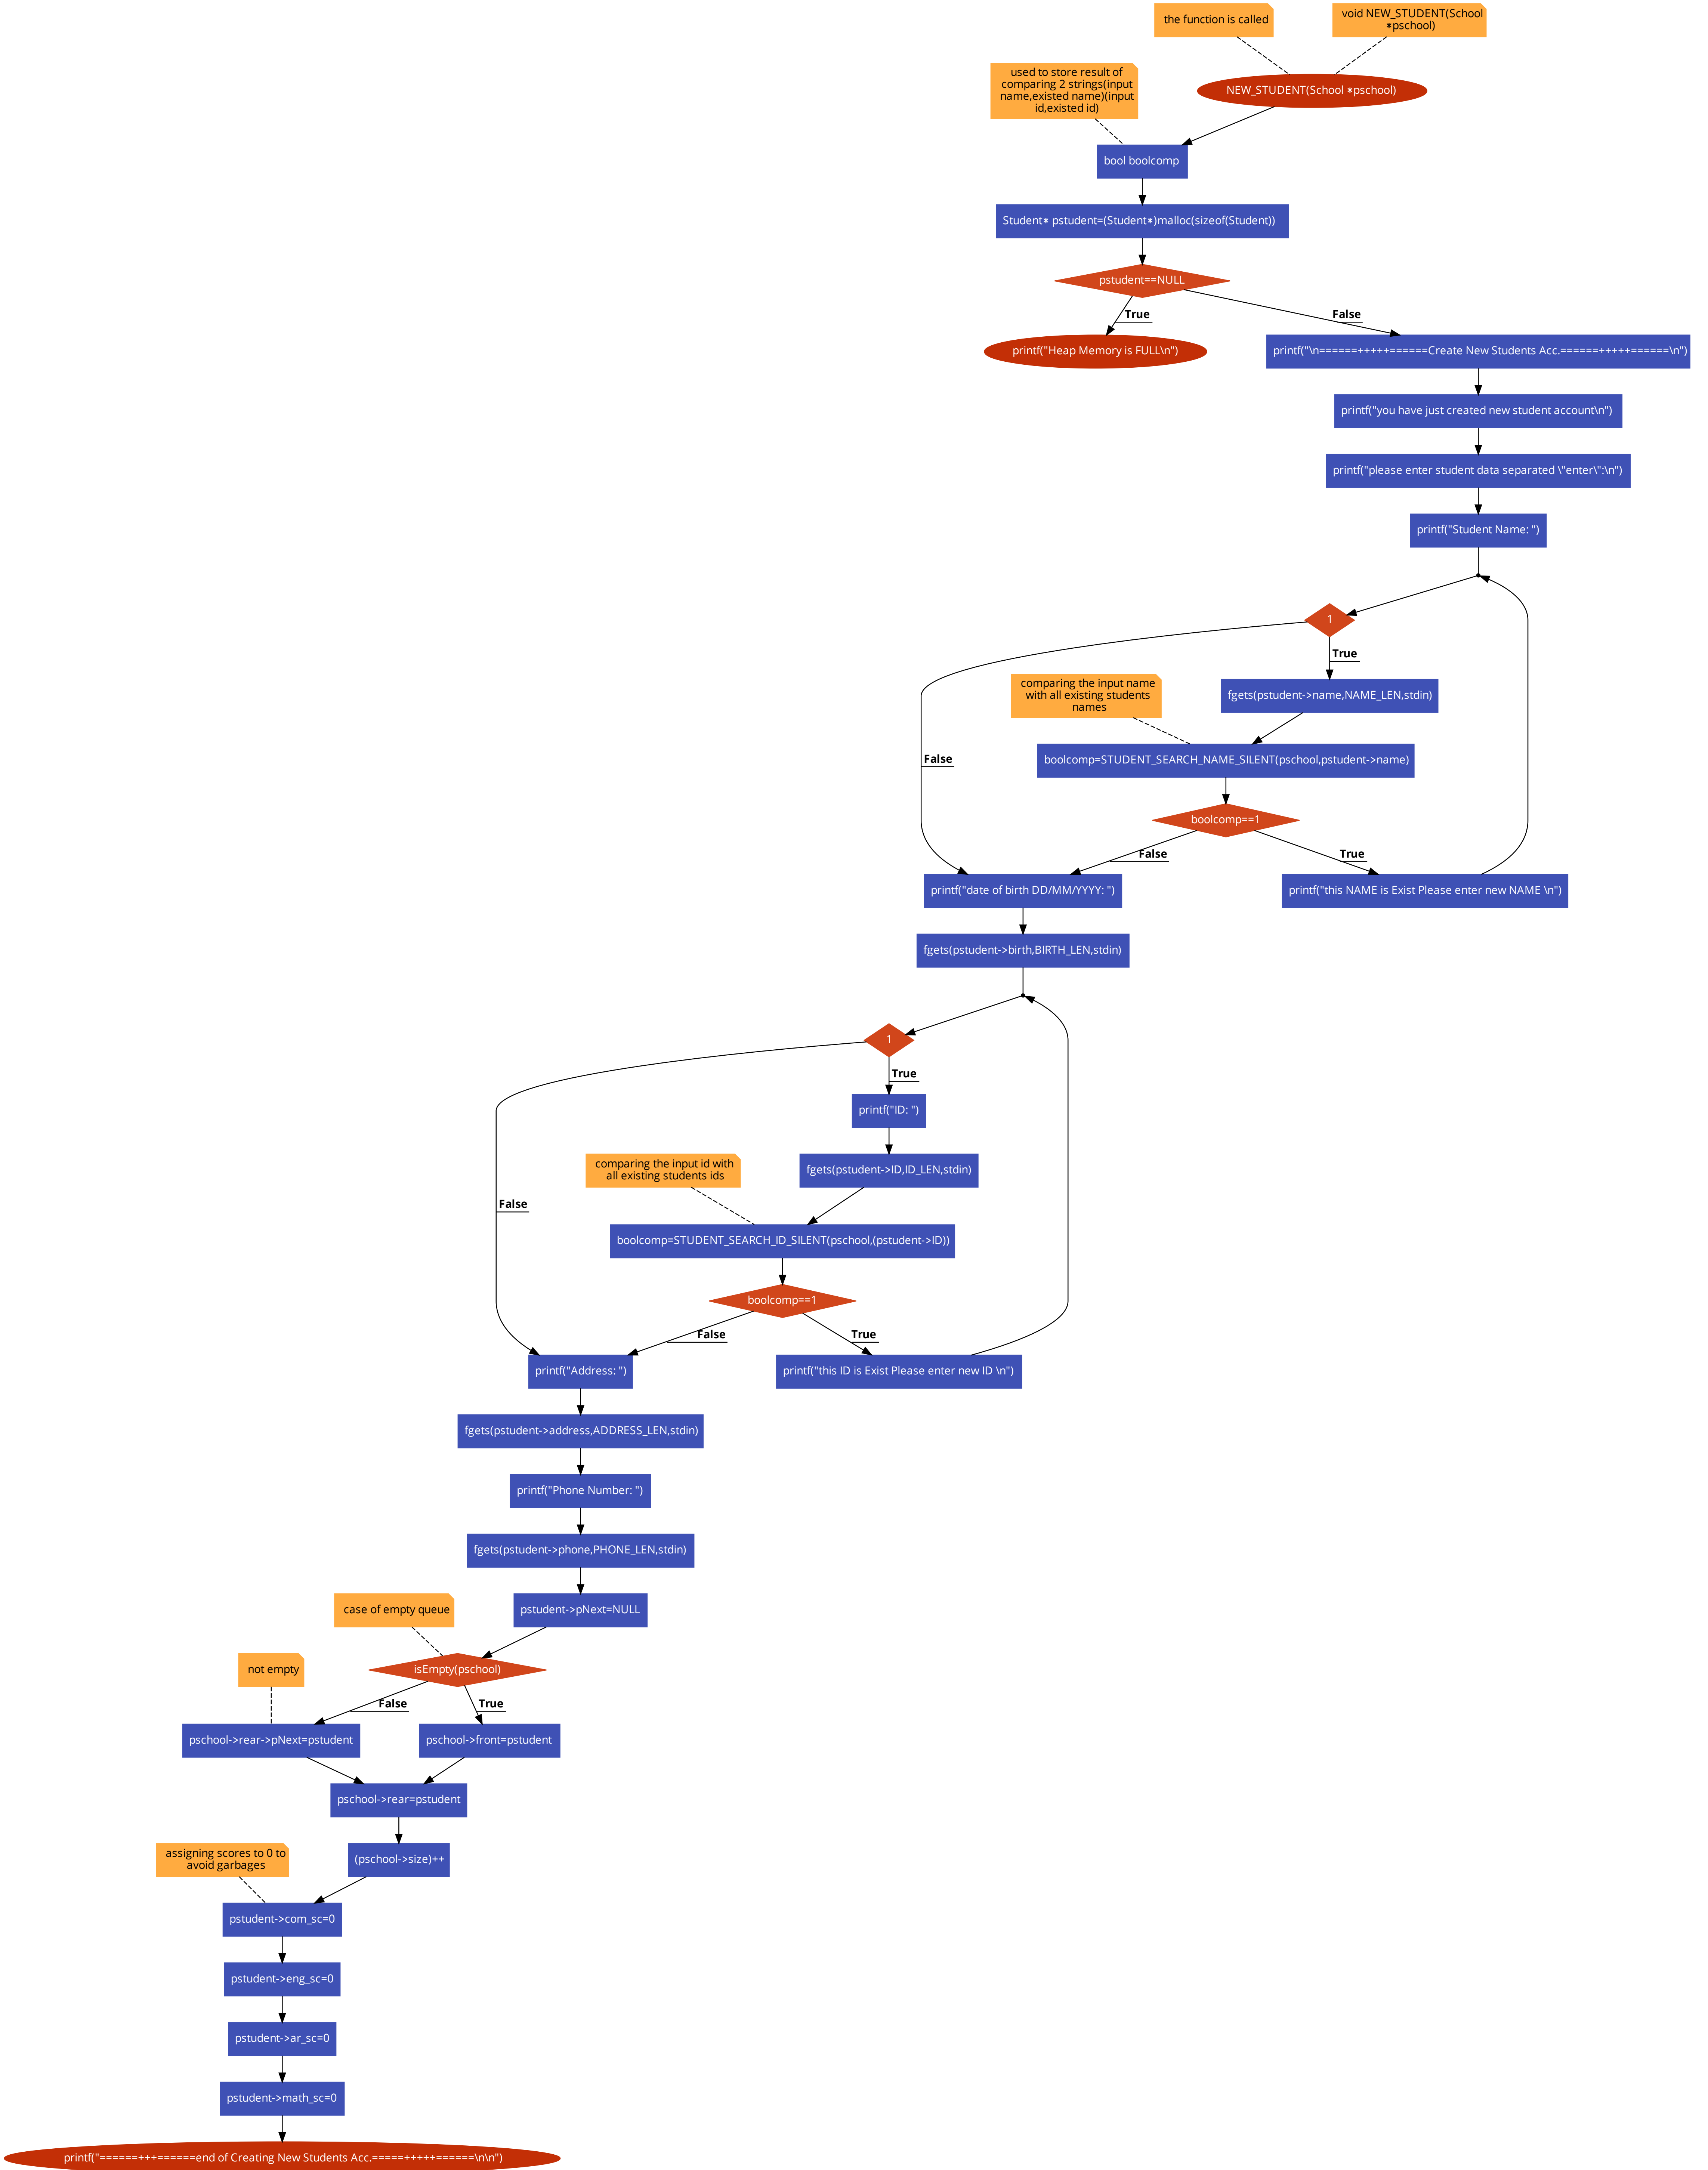 the function is called
void NEW_STUDENT(School
*pschool)
used to store result of
comparing 2 strings(input
name,existed name)(input
id,existed id)
NEW_STUDENT(School *pschool)
bool boolcomp
Student* pstudent=(Student*)malloc(sizeof(Student))
pstudent==NULL
True
False
printf("Heap Memory is FULL\n")
printf("\n======+++++======Create New Students Acc.======+++++======\n")
printf("you have just created new student account\n")
printf("please enter student data separated \"enter\":\n")
printf("Student Name: ")
1
True
comparing the input name
with all existing students
names
fgets(pstudent->name,NAME_LEN,stdin)
False
boolcomp=STUDENT_SEARCH_NAME_SILENT(pschool,pstudent->name)
boolcomp==1
False
True
printf("date of birth DD/MM/YYYY: ")
printf("this NAME is Exist Please enter new NAME \n")
fgets(pstudent->birth,BIRTH_LEN,stdin)
1
True
printf("ID: ")
comparing the input id with
all existing students ids
fgets(pstudent->ID,ID_LEN,stdin)
False
boolcomp=STUDENT_SEARCH_ID_SILENT(pschool,(pstudent->ID))
boolcomp==1
False
True
printf("Address: ")
printf("this ID is Exist Please enter new ID \n")
fgets(pstudent->address,ADDRESS_LEN,stdin)
printf("Phone Number: ")
fgets(pstudent->phone,PHONE_LEN,stdin)
case of empty queue
pstudent->pNext=NULL
not empty
isEmpty(pschool)
False
True
pschool->rear->pNext=pstudent
pschool->front=pstudent
pschool->rear=pstudent
assigning scores to 0 to
avoid garbages
(pschool->size)++
pstudent->com_sc=0
pstudent->eng_sc=0
pstudent->ar_sc=0
pstudent->math_sc=0
printf("======+++======end of Creating New Students Acc.=====+++++======\n\n")